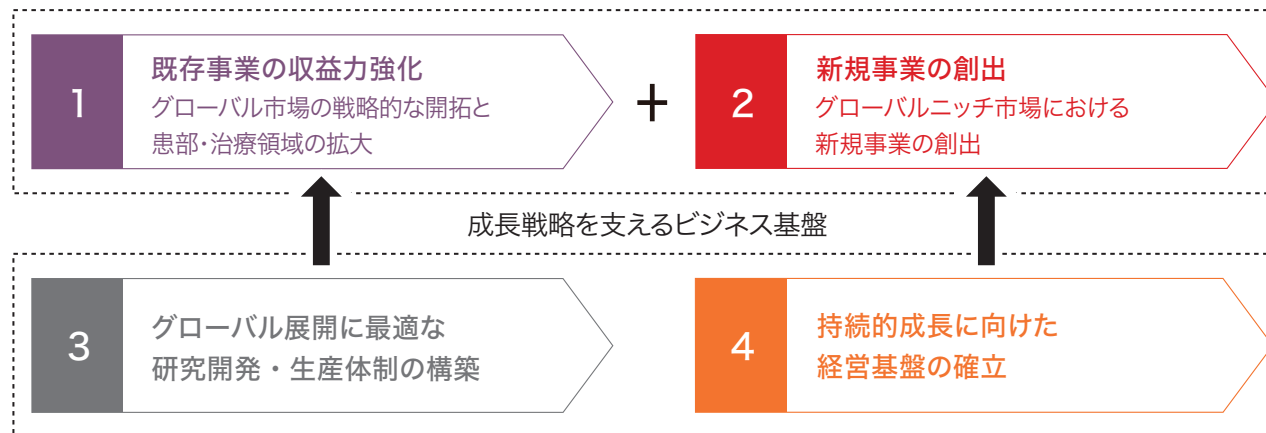 1
既存事業の収益力強化
グローバル市場の戦略的な開拓と
患部・治療領域の拡大
+
2
新規事業の創出
グローバルニッチ市場における
新規事業の創出
成長戦略を支えるビジネス基盤
3
グローバル展開に最適な
研究開発・生産体制の構築
4
持続的成長に向けた
経営基盤の確立